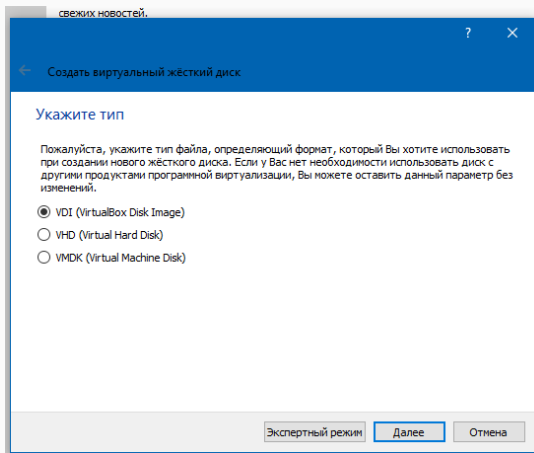 свежих новостей.
?
Создать виртуальный жёсткий диск
Укажите тип
Пожалуйста, укажите тип файла, определяющий формат, который Вы хотите использовать
при создании нового жёсткого диска. Если у Вас нет необходимости использовать диск с
другими продуктами программной виртуализации, Вы можете оставить данный параметр без
изменений.
VDI (VirtualBox Disk Image)
VHD (Virtual Hard Disk)
VMDK (Virtual Machine Disk)
Экспертный режим Далее Отмена